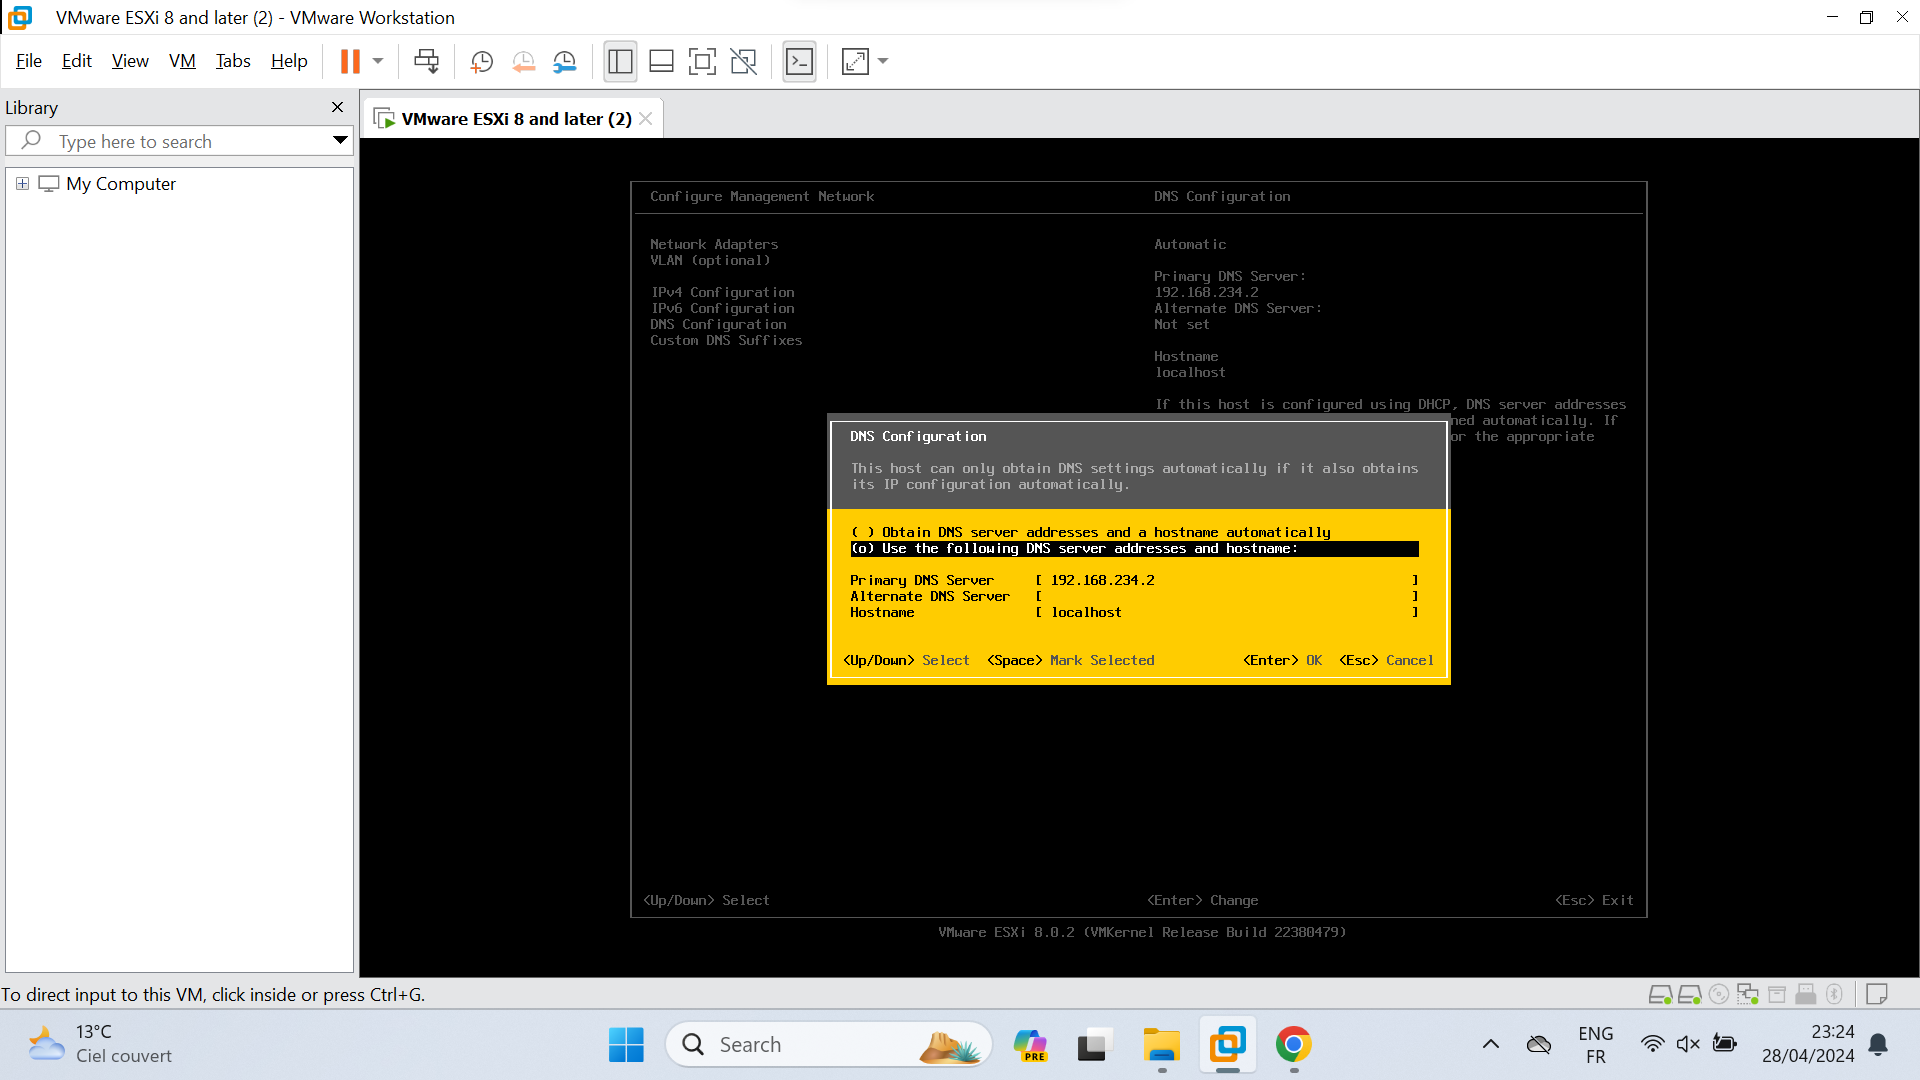 VMware ESXi 8 and later (2) - VMware Workstation
File Edit View VM Tabs Help
Library
Type here to search
My Computer
VMware ESXi 8 and later (2)
Configure Management Network
DNS Configuration
Network Adapters
VLAN (optional)
IPv4 Configuration
IPv6 Configuration
DNS Configuration
Custom DNS Suffixes
Automatic
Primary DNS Server:
192.168.234.2
Alternate DNS Server:
Not set
Hostname
localhost
If this host is configured using DHCP, DNS server addresses
ned automatically. If
or the appropriate
DNS Configuration
This host can only obtain DNS settings automatically if it also obtains
its IP configuration automatically.
( ) Obtain DNS server addresses and a hostname automatically
(o) Use the following DNS server addresses and hostname:
Primary DNS Server [ 192.168.234.2 ]
Alternate DNS Server [ ]
Hostname [ localhost ]
<Up/Down> Select <Space> Mark Selected <Enter> OK <Esc> Cancel
<Up/Down> Select <Enter> Change <Esc> Exit
VMware ESXi 8.0.2 (VMKernel Release Build 22380479)
To direct input to this VM, click inside or press Ctrl+G.
13°C
Ciel couvert
Search
PRE
ENG
FR
23:24
28/04/2024